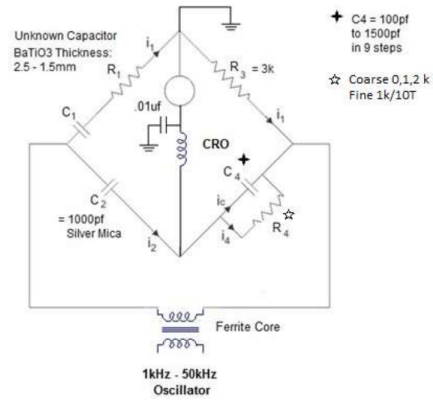 Unknown Capacitor
BaTiO3 Thickness:
2.5 - 1.5mm
i1
R1
C1
R3 = 3k
i1
.01uf
CRO
C2
= 1000pf
Silver Mica
i2
C4
ic
i4
R4
C4 = 100pf
to 1500pf
in 9 steps
Coarse 0,1,2 k
Fine 1k/10T
Ferrite Core
1kHz - 50kHz
Oscillator